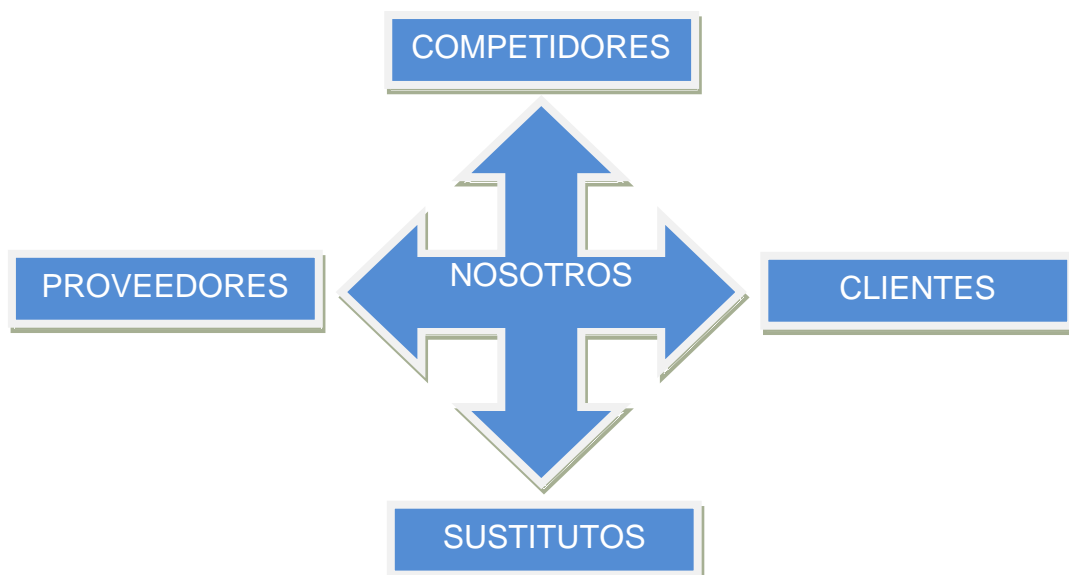 COMPETIDORES
NOSOTROS
PROVEEDORES
CLIENTES
SUSTITUTOS